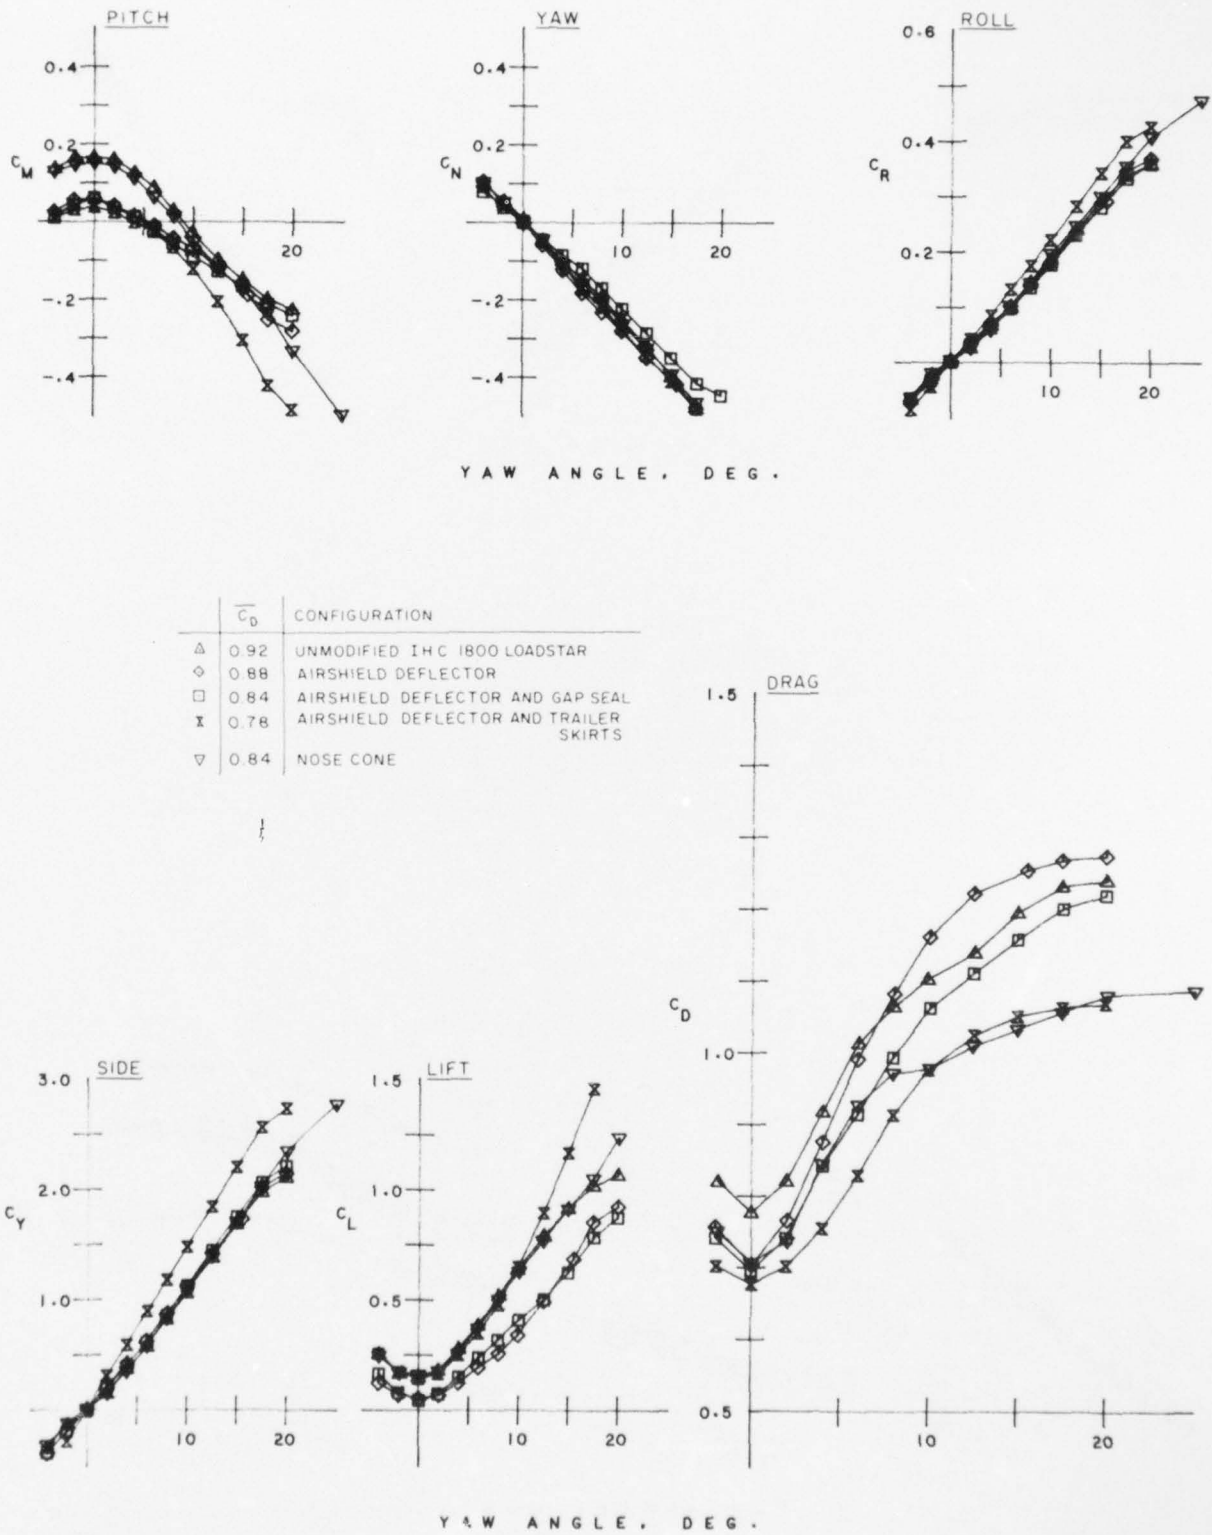 PITCH
0.4
0.2
C_M
20
-.2
-.4
YAW
0.4
0.2
C_N
10
20
-.2
-.4
ROLL
0.6
0.4
C_R
0.2
10
20
YAW ANGLE, DEG.
C_D CONFIGURATION
0.92 UNMODIFIED IHC 1800 LOADSTAR
0.88 AIRSHIELD DEFLECTOR
0.84 AIRSHIELD DEFLECTOR AND GAP SEAL
0.78 AIRSHIELD DEFLECTOR AND TRAILER
SKIRTS
0.84 NOSE CONE
SIDE
3.0
2.0
C_Y
1.0
10
20
LIFT
1.5
1.0
C_L
0.5
10
20
DRAG
1.5
C_D
1.0
0.5
10
20
YAW ANGLE, DEG.